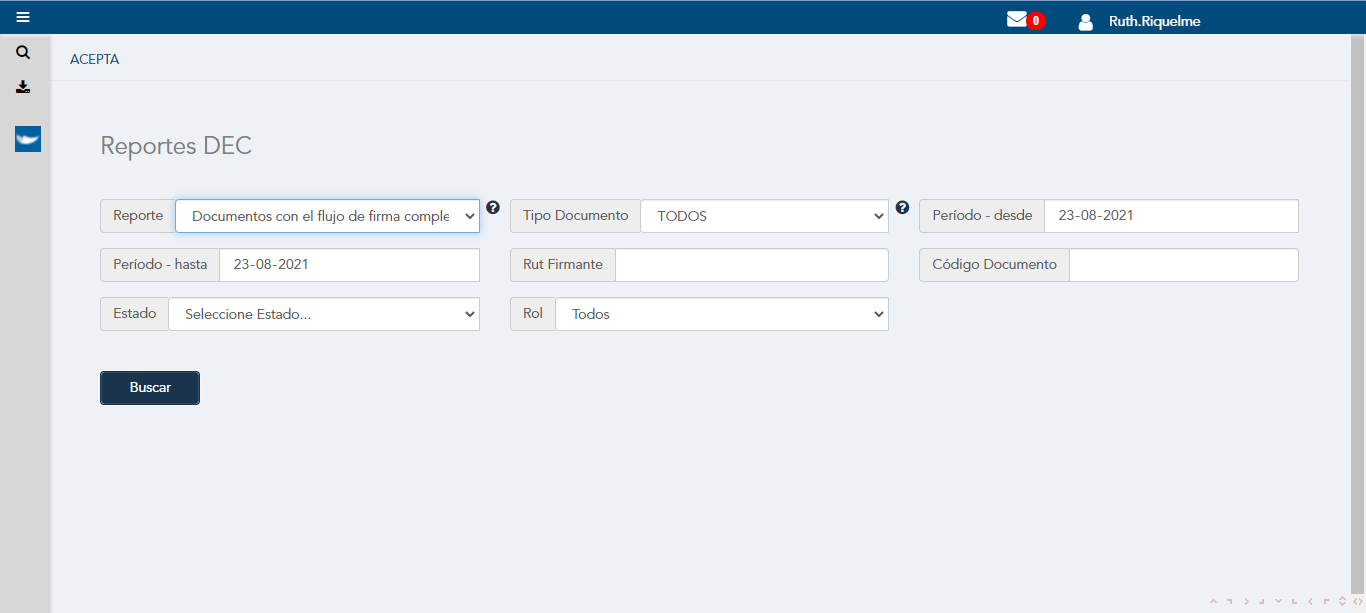 0
Ruth.Riquelme
ACEPTA
Reportes DEC
Reporte Documentos con el flujo de firma comple Tipo Documento TODOS Período - desde 23-08-2021
Período - hasta 23-08-2021 Rut Firmante Código Documento
Estado Seleccione Estado... Rol Todos
Buscar